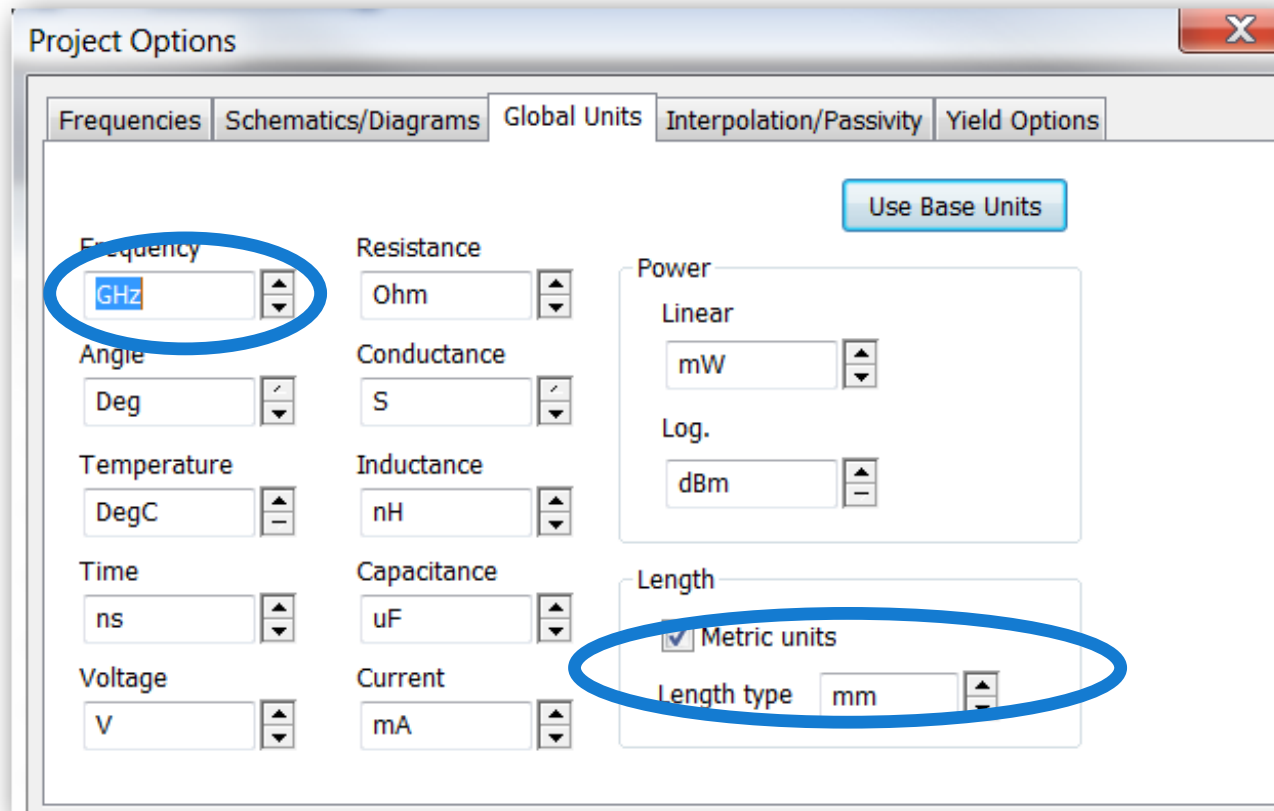 Project Options
X
Frequencies Schematics/Diagrams Global Units Interpolation/Passivity Yield Options
Use Base Units
Frequency
GHz
Angle
Deg
Temperature
DegC
Time
ns
Voltage
V
Resistance
Ohm
Conductance
S
Inductance
nH
Capacitance
uF
Current
mA
Power
Linear
mW
Log.
dBm
Length
Metric units
Length type mm